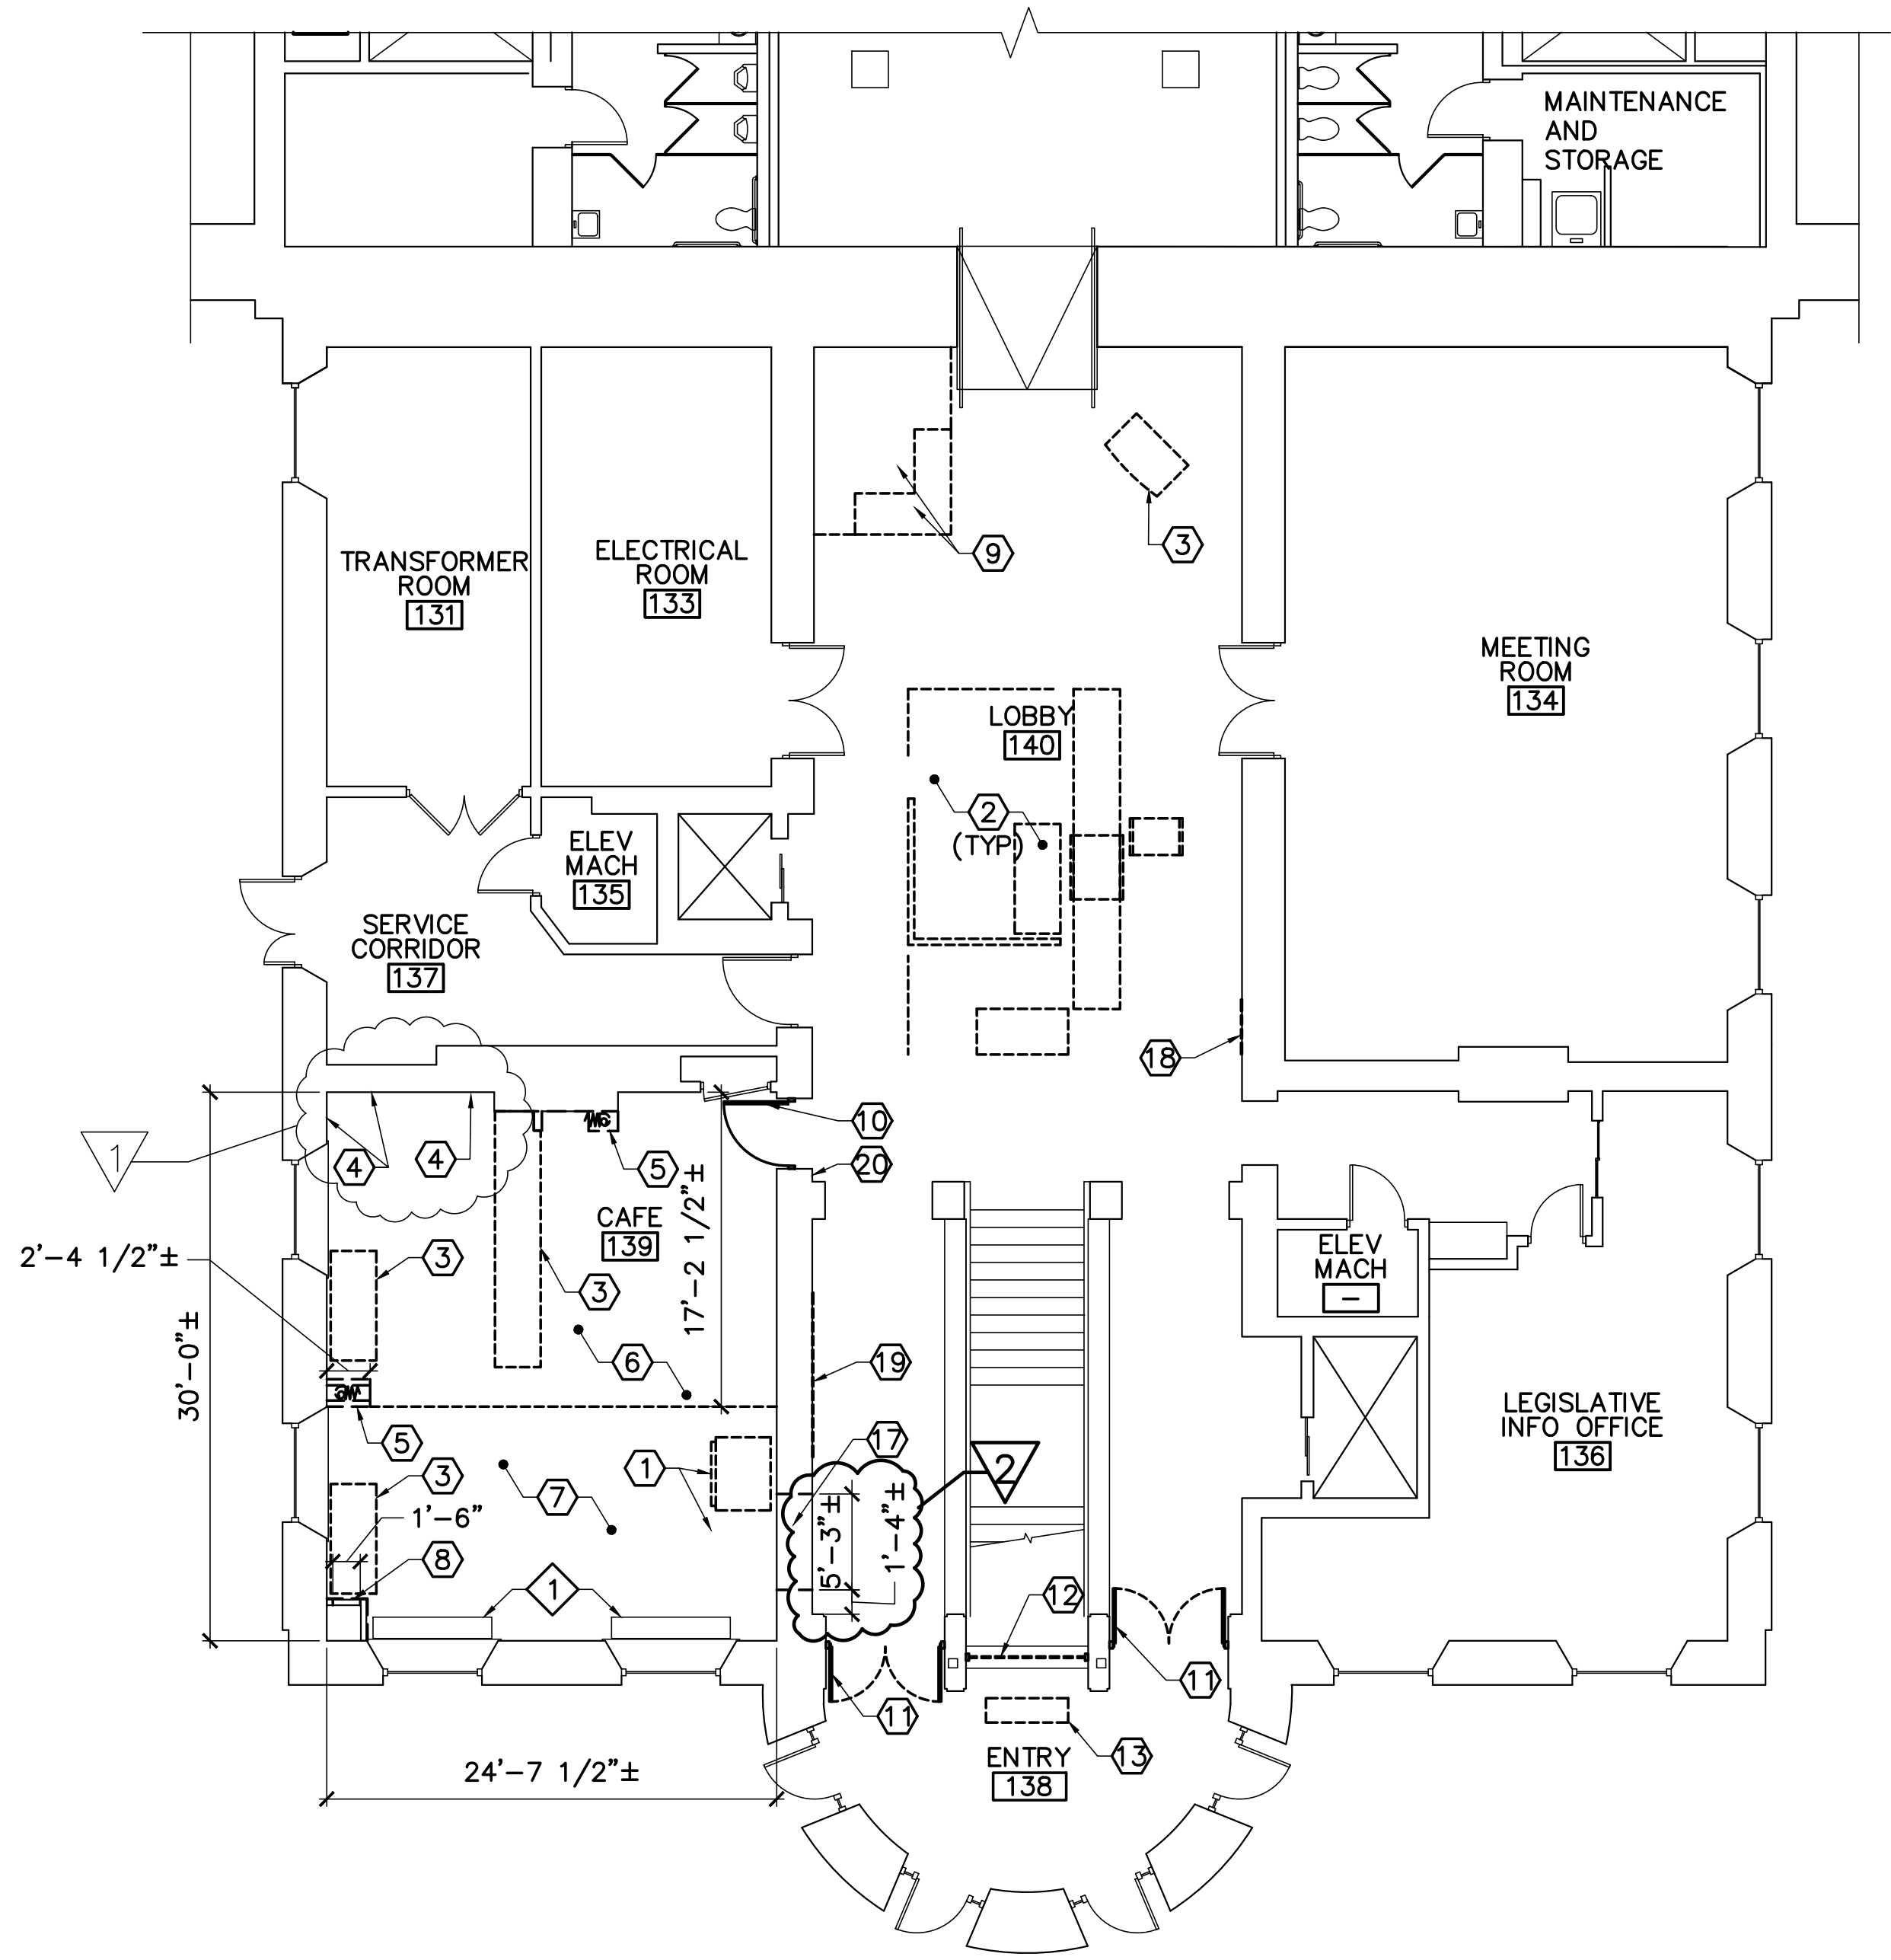 MAINTENANCE
AND
STORAGE
TRANSFORMER
ROOM
131
ELECTRICAL
ROOM
133
9
3
MEETING
ROOM
134
LOBBY
140
2
(TYP)
ELEV
MACH
135
SERVICE
CORRIDOR
137
18
1
4
4
5
10
20
CAFE
139
17'-2 1/2"±
2'-4 1/2"±
3
3
30'-0"±
6
19
ELEV
MACH
-
5
17
2
LEGISLATIVE
INFO OFFICE
136
3
1
7
1'-6"
8
5'-3"±
1'-4"±
1
12
11
11
13
24'-7 1/2"±
ENTRY
138